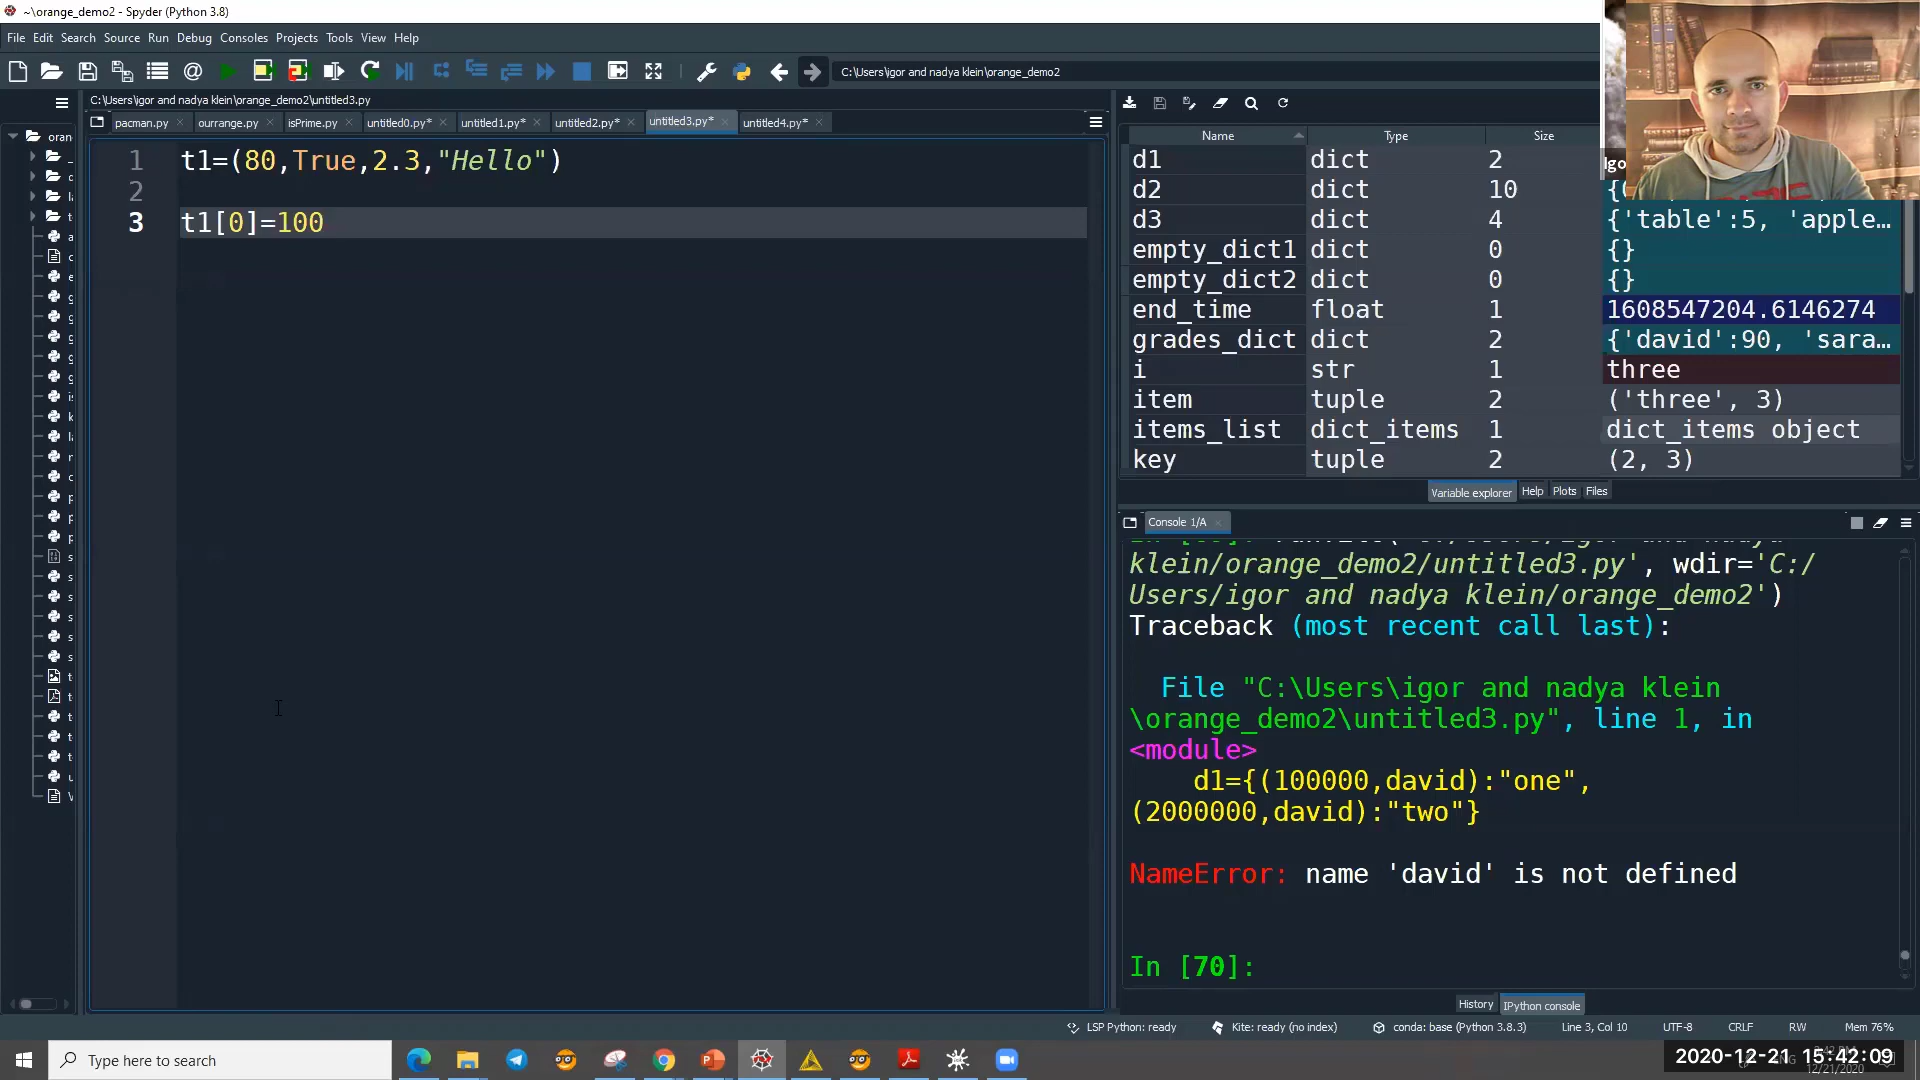 ~\orange_demo2 - Spyder (Python 3.8)
File Edit Search Source Run Debug Consoles Projects Tools View Help
C:\Users\igor and nadya klein\orange_demo2
C:\Users\igor and nadya klein\orange_demo2\untitled3.py
pacman.py ourrange.py isPrime.py untitled0.py* untitled1.py* untitled2.py* untitled3.py* untitled4.py*
oran
1 t1=(80,True,2.3,"Hello")
2
3 t1[0]=100
Name Type Size
d1 dict 2
d2 dict 10
d3 dict 4 {'table':5, 'apple…
empty_dict1 dict 0 {}
empty_dict2 dict 0 {}
end_time float 1 1608547204.6146274
grades_dict dict 2 {'david':90, 'sara…
i str 1 three
item tuple 2 ('three', 3)
items_list dict_items 1 dict_items object
key tuple 2 (2, 3)
Variable explorer Help Plots Files
Console 1/A
klein/orange_demo2/untitled3.py', wdir='C:/
Users/igor and nadya klein/orange_demo2')
Traceback (most recent call last):
File "C:\Users\igor and nadya klein
\orange_demo2\untitled3.py", line 1, in
<module>
d1={(100000,david):"one",
(2000000,david):"two"}
NameError: name 'david' is not defined
In [70]:
History IPython console
LSP Python: ready Kite: ready (no index) conda: base (Python 3.8.3) Line 3, Col 10 UTF-8 CRLF RW Mem 76%
Type here to search
2020-12-21 15:42:09
12/21/2020